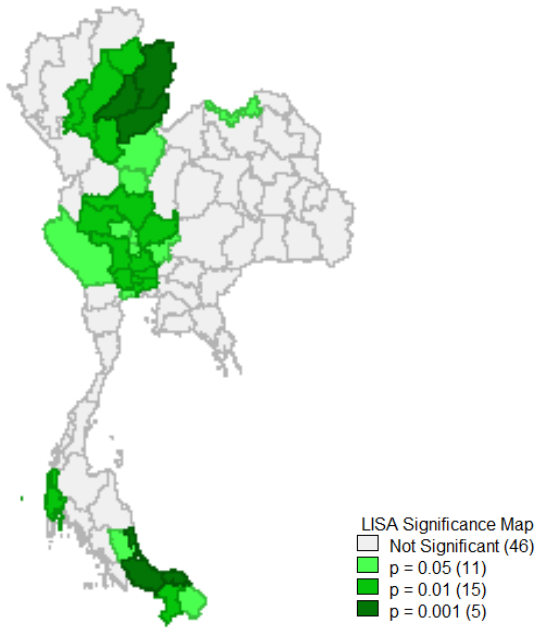 LISA Significance Map
Not Significant (46)
p = 0.05 (11)
p = 0.01 (15)
p = 0.001 (5)